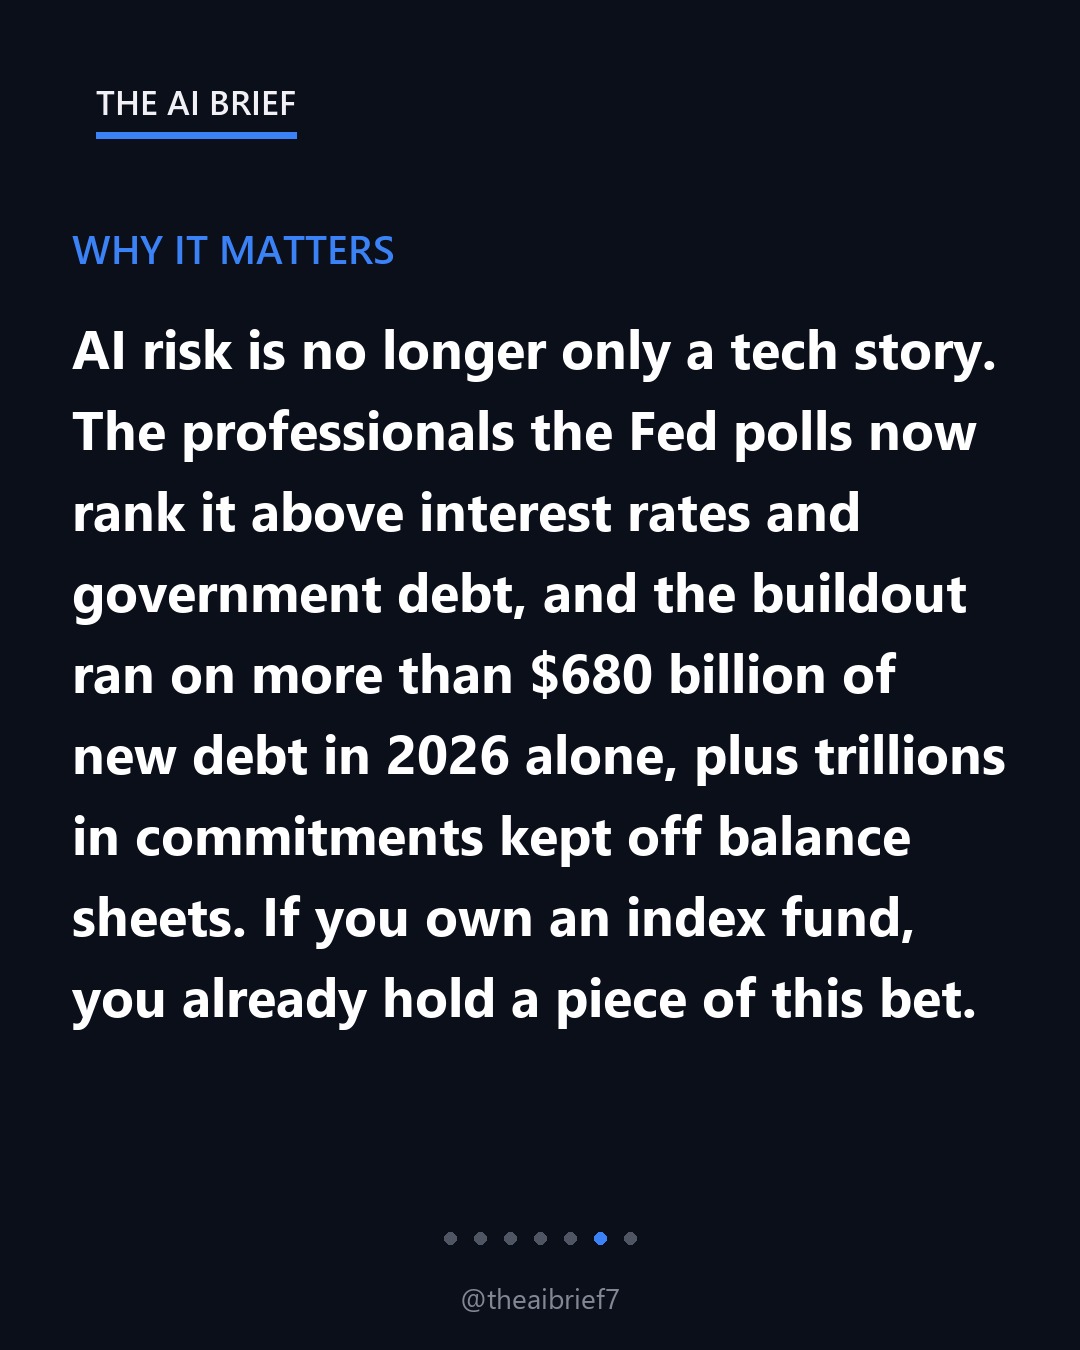 THE AI BRIEF
WHY IT MATTERS
AI risk is no longer only a tech story.
The professionals the Fed polls now
rank it above interest rates and
government debt, and the buildout
ran on more than $680 billion of
new debt in 2026 alone, plus trillions
in commitments kept off balance
sheets. If you own an index fund,
you already hold a piece of this bet.
@theaibrief7